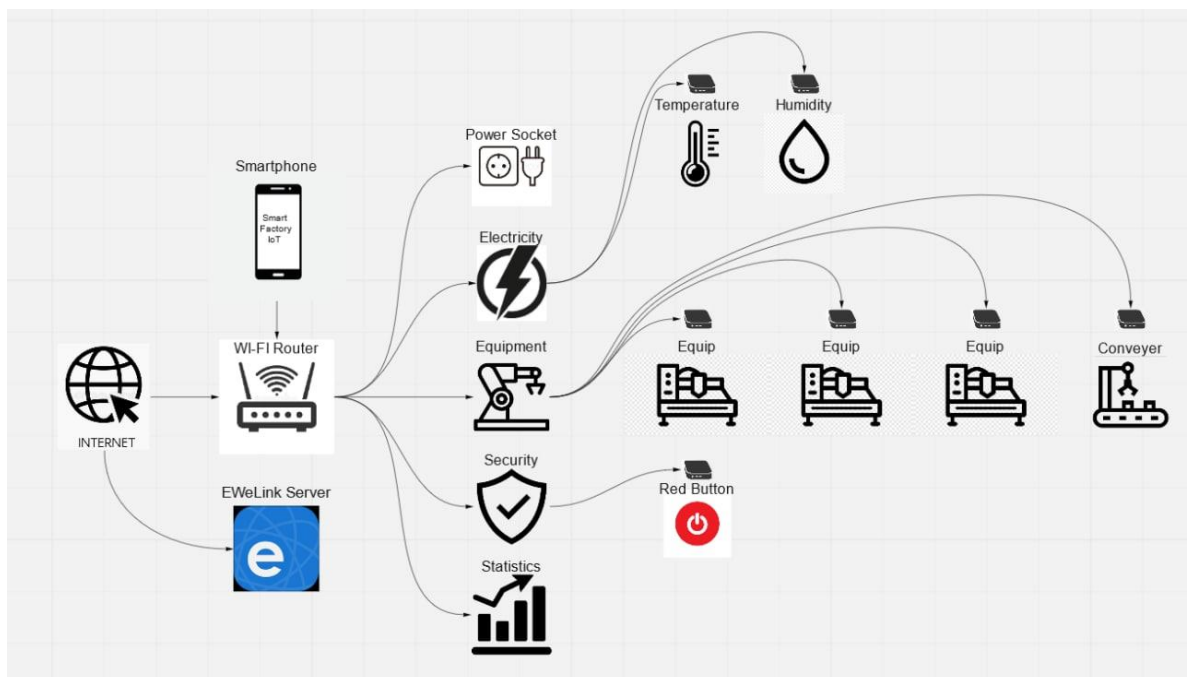 Temperature
Humidity
Power Socket
Smartphone
Smart
Factory
IoT
Electricity
WI-FI Router
Equipment
Equip
Equip
Equip
Conveyer
INTERNET
Security
EWeLink Server
e
Red Button
Statistics